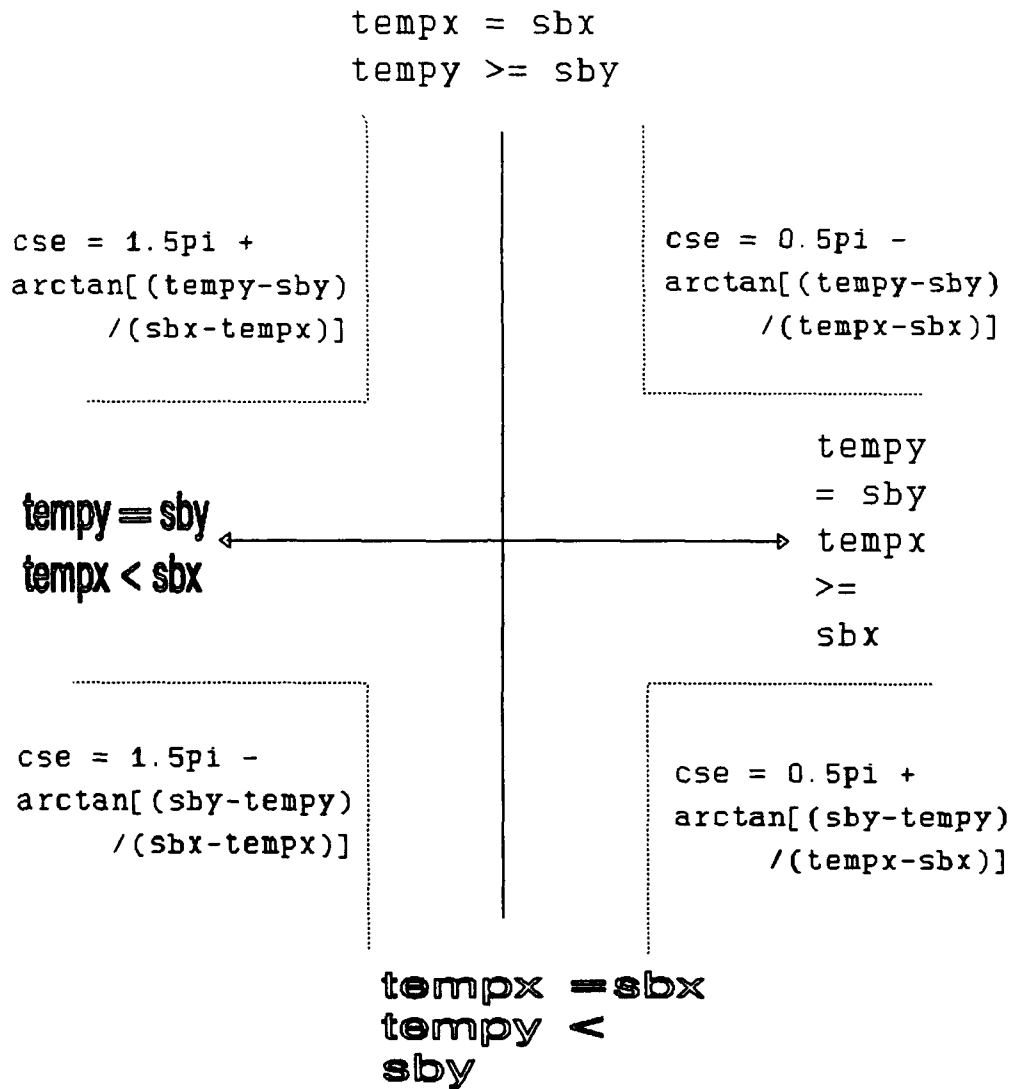 tempx = sbx
tempy >= sby
cse = 1.5pi +
arctan[(tempy-sby)
/(sbx-tempx)]
cse = 0.5pi -
arctan[(tempy-sby)
/(tempx-sbx)]
tempy = sby
tempx < sbx
tempy
= sby
tempx
>=
sbx
cse = 1.5pi -
arctan[(sby-tempy)
/(sbx-tempx)]
cse = 0.5pi +
arctan[(sby-tempy)
/(tempx-sbx)]
tempx =sbx
tempy <
sby